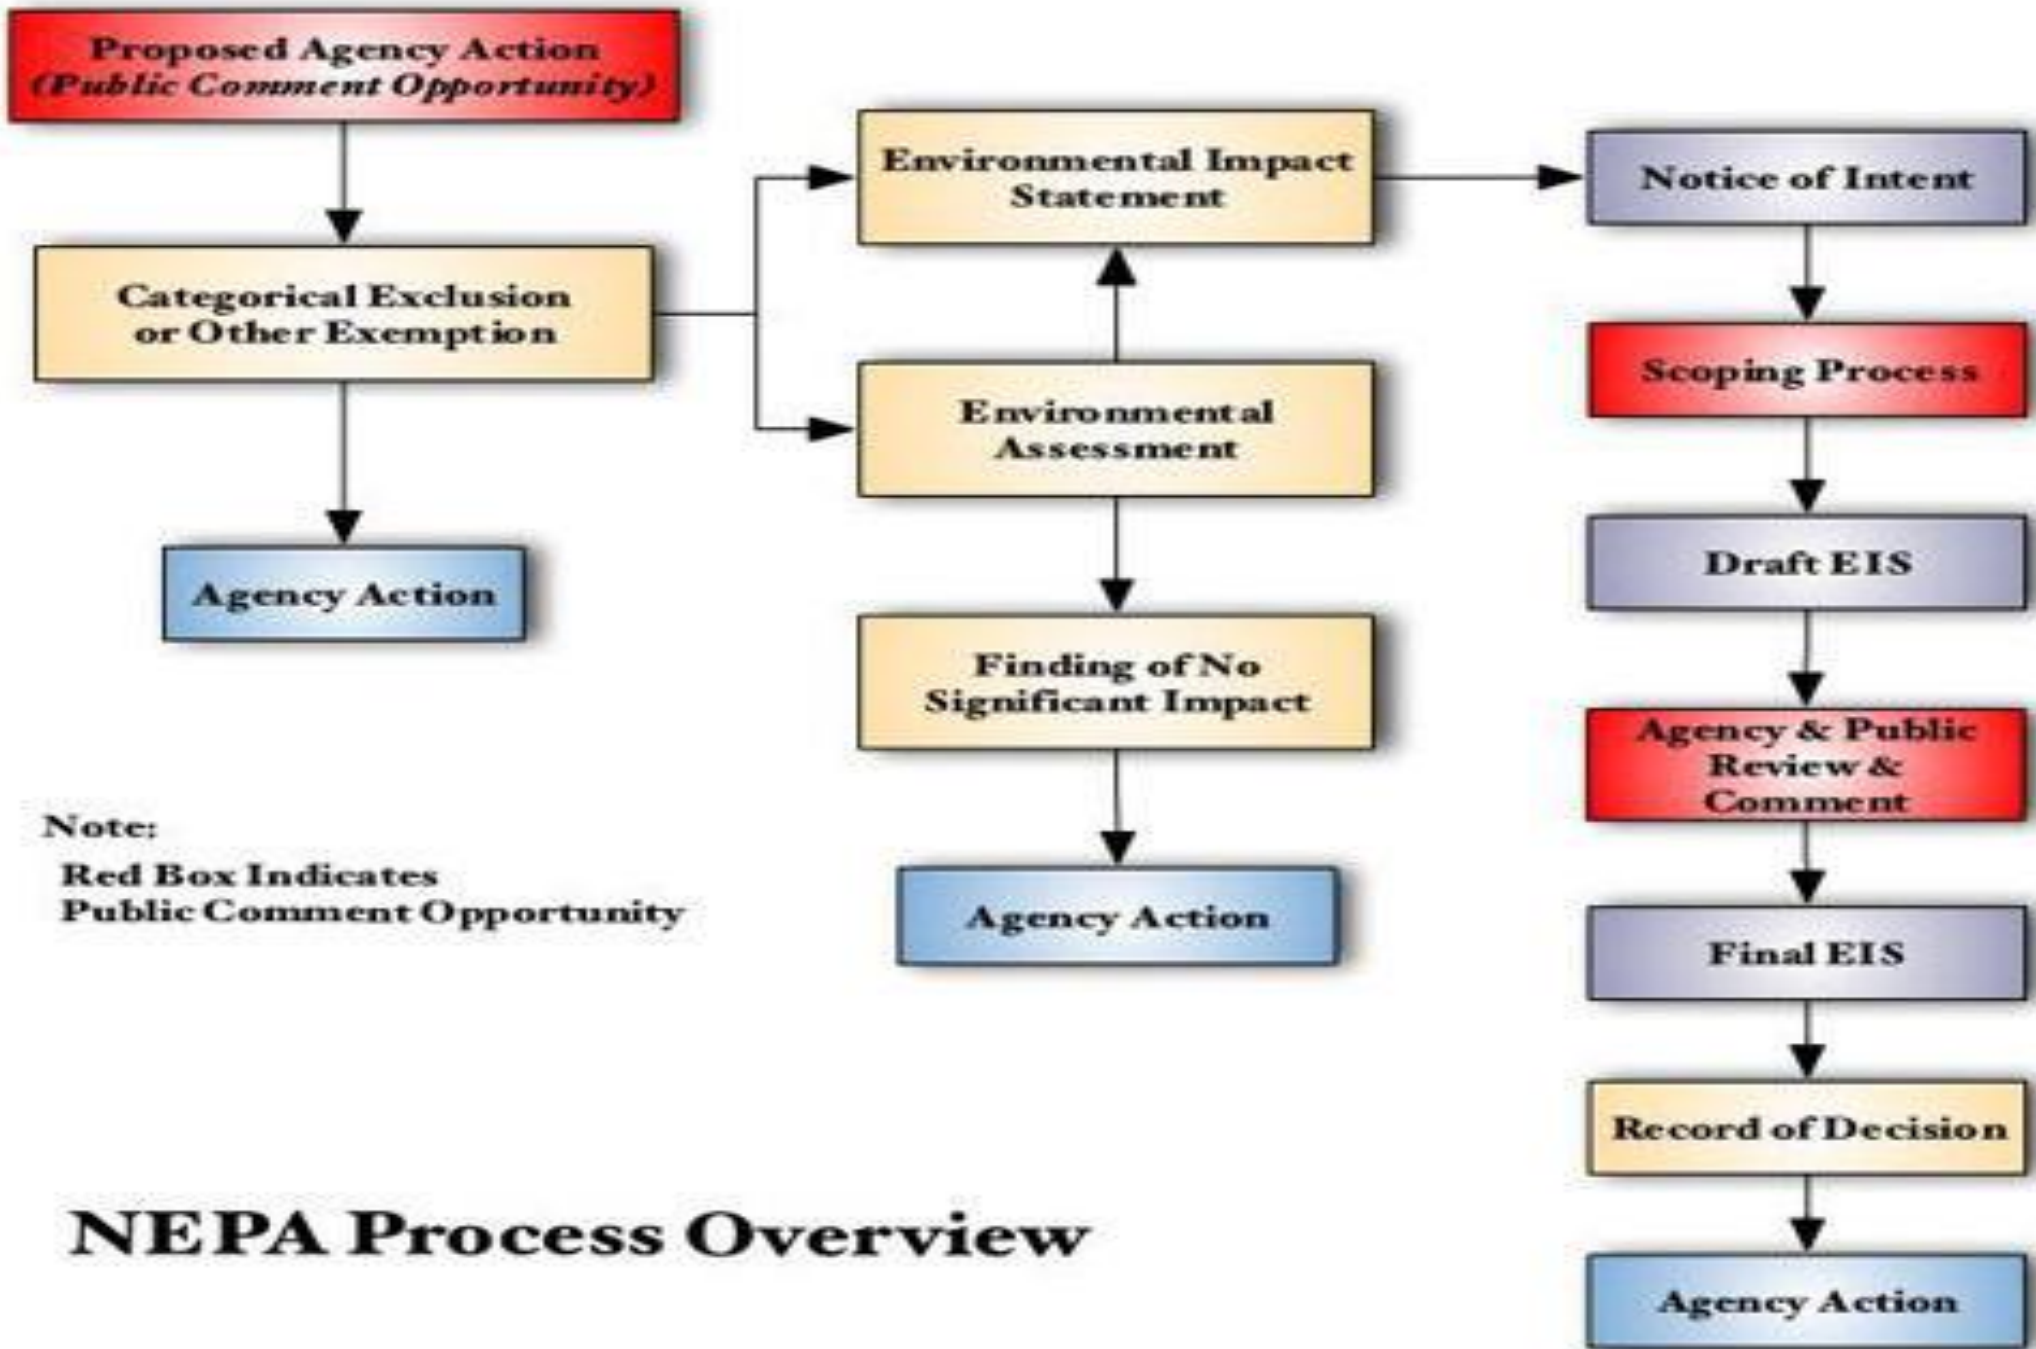 Proposed Agency Action
(Public Comment Opportunity)
Categorical Exclusion
or Other Exemption
Agency Action
Environmental Impact
Statement
Environmental
Assessment
Finding of No
Significant Impact
Agency Action
Notice of Intent
Scoping Process
Draft EIS
Agency & Public
Review &
Comment
Final EIS
Record of Decision
Agency Action
Note:
Red Box Indicates
Public Comment Opportunity
NEPA Process Overview